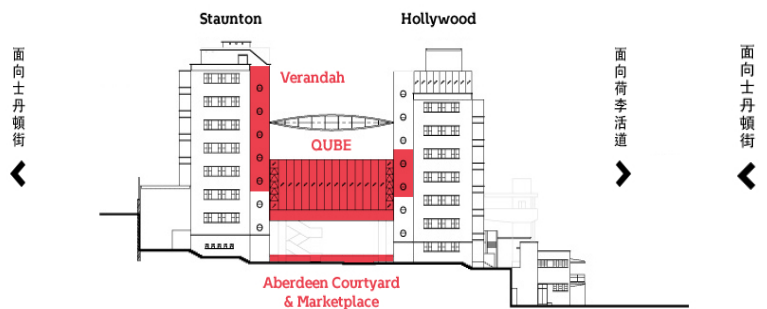 Staunton
Hollywood
面向士丹頓街
Verandah
面向荷李活道
面向士丹頓街
QUBE
Aberdeen Courtyard
& Marketplace